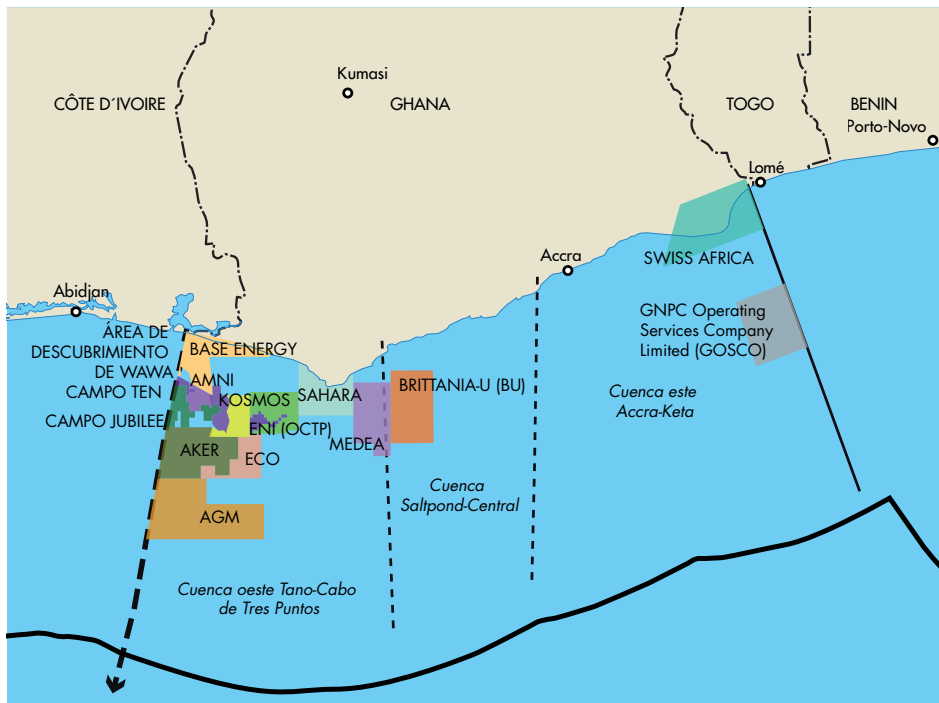 Kumasi
CÔTE D´IVOIRE
GHANA
TOGO
BENIN
Porto-Novo
Lomé
Accra
SWISS AFRICA
Abidjan
GNPC Operating
Services Company
Limited (GOSCO)
ÁREA DE
DESCUBRIMIENTO
DE WAWA
BASE ENERGY
AMNI
CAMPO TEN
KOSMOS
SAHARA
BRITTANIA-U (BU)
Cuenca este
Accra-Keta
CAMPO JUBILEE
ENI (OCTP)
MEDEA
AKER
ECO
Cuenca
Saltpond-Central
AGM
Cuenca oeste Tano-Cabo
de Tres Puntos